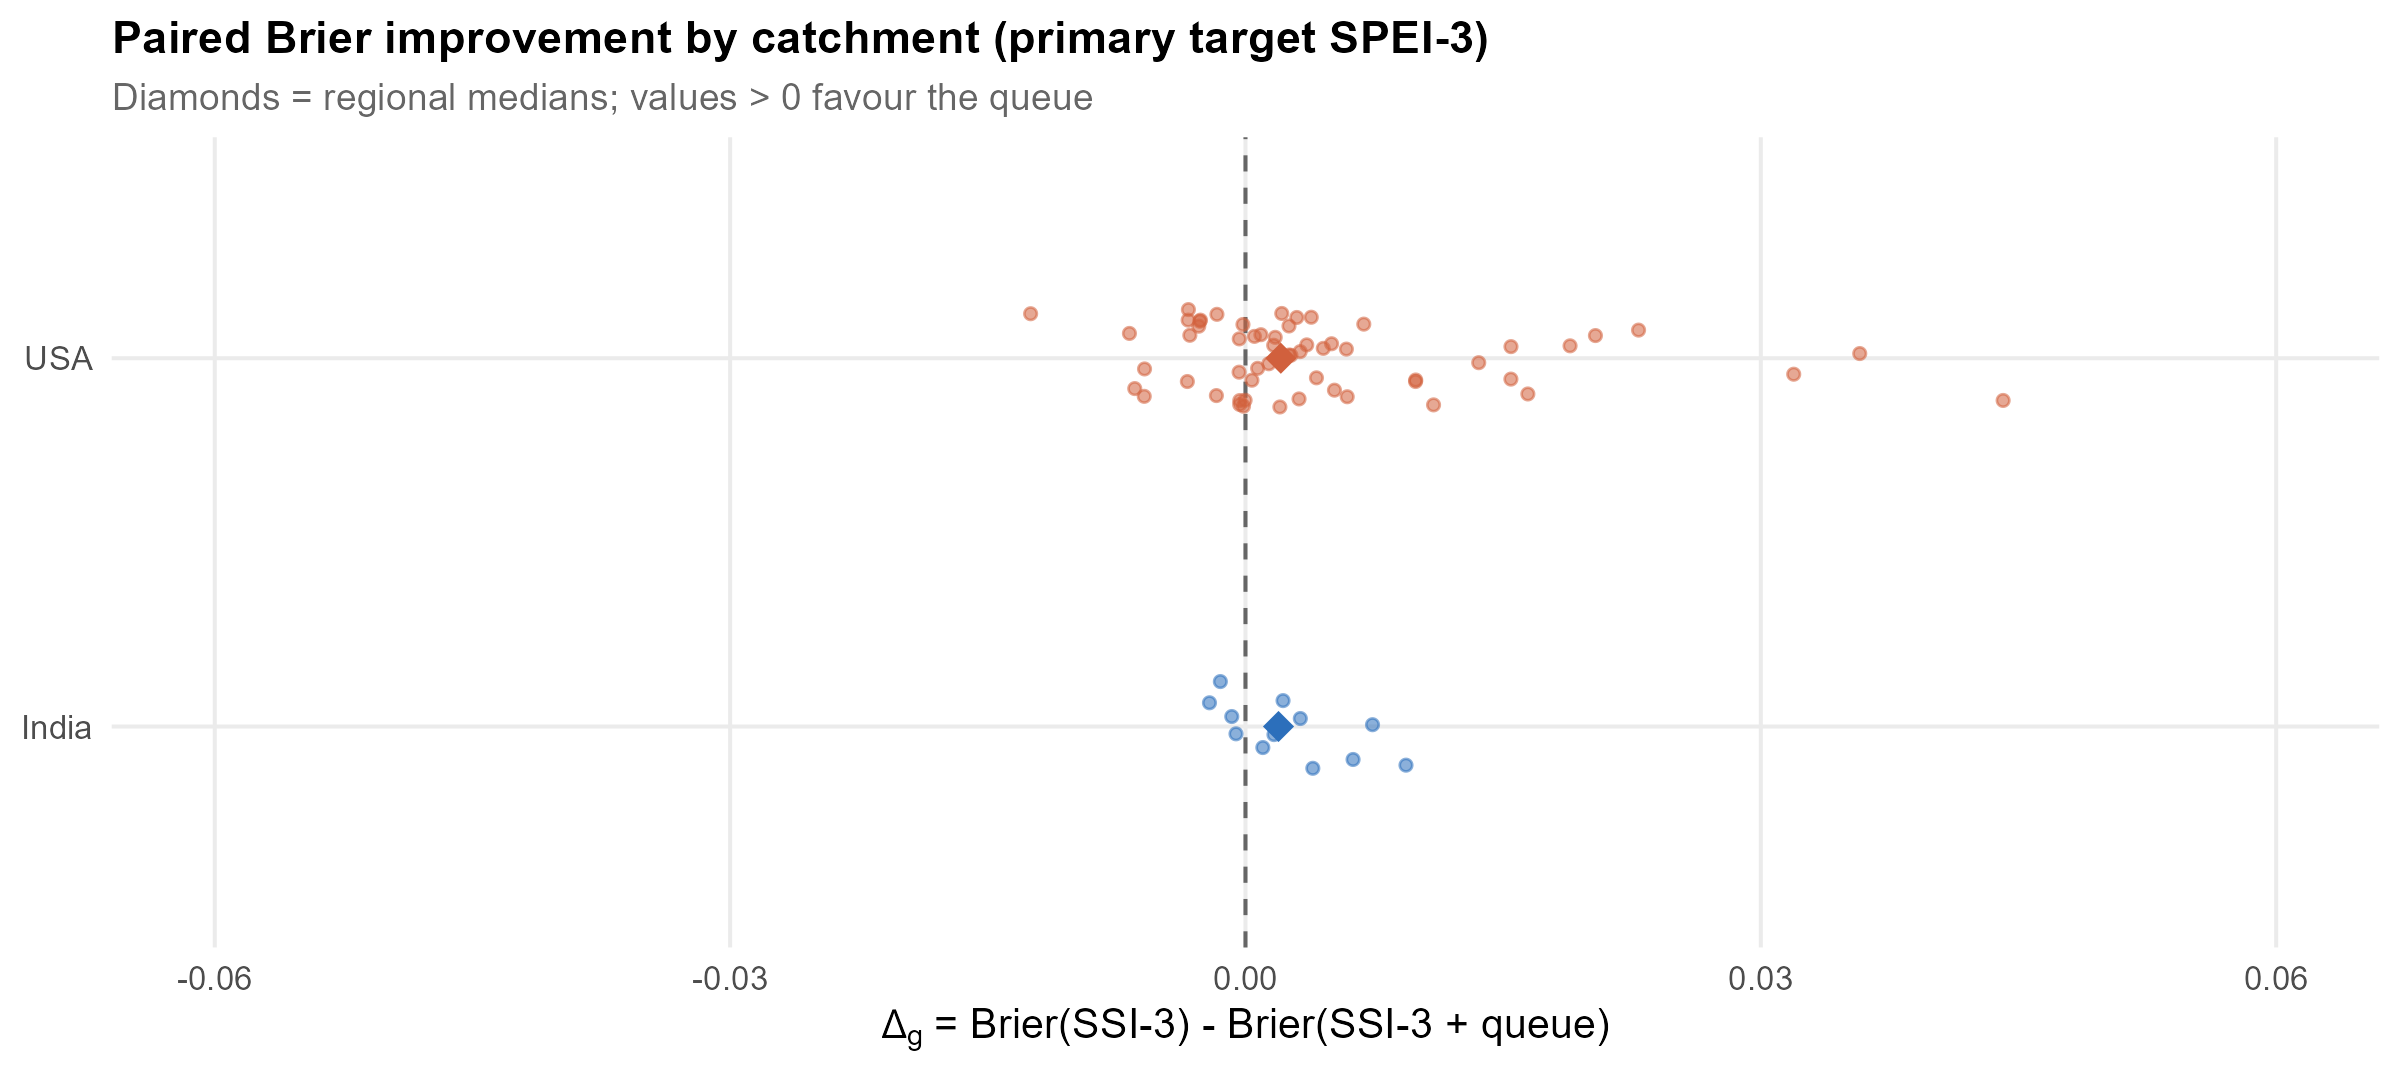 Paired Brier improvement by catchment (primary target SPEI-3)
Diamonds = regional medians; values > 0 favour the queue
USA
India
-0.06 -0.03 0.00 0.03 0.06
Δg = Brier(SSI-3) - Brier(SSI-3 + queue)